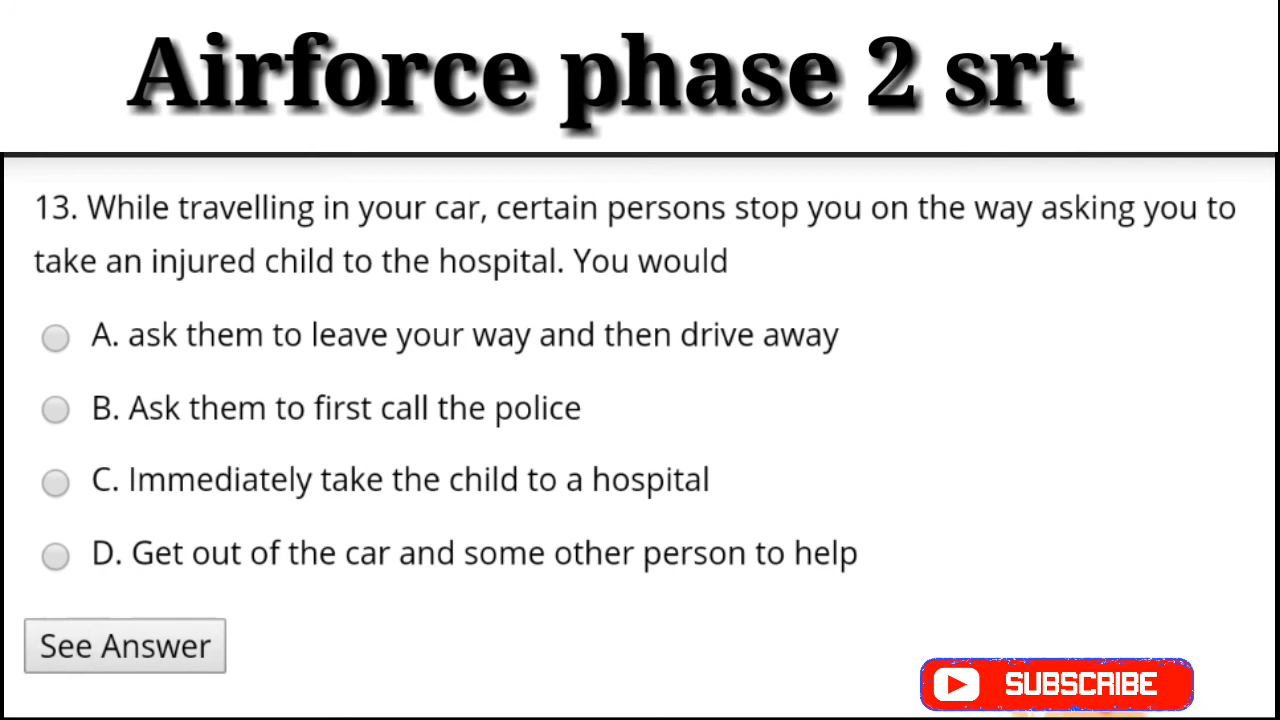 Airforce phase 2 srt
13. While travelling in your car, certain persons stop you on the way asking you to
take an injured child to the hospital. You would
A. ask them to leave your way and then drive away
B. Ask them to first call the police
C. Immediately take the child to a hospital
D. Get out of the car and some other person to help
See Answer
SUBSCRIBE